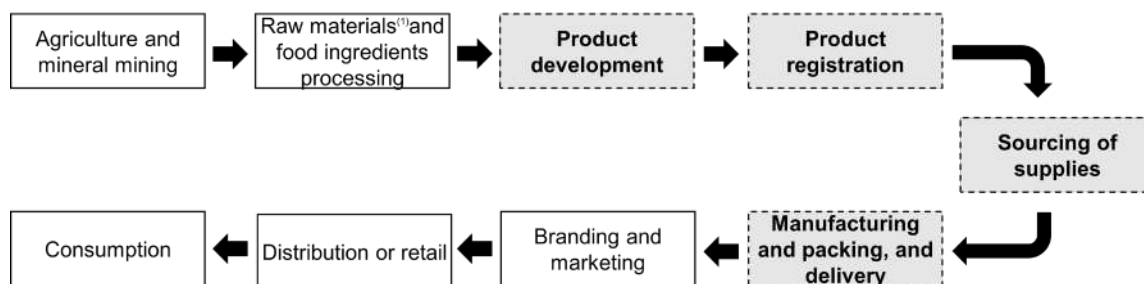 Agriculture and
mineral mining
Raw materials(1) and
food ingredients
processing
Product
development
Product
registration
Sourcing of
supplies
Manufacturing
and packing, and
delivery
Branding and
marketing
Distribution or retail
Consumption